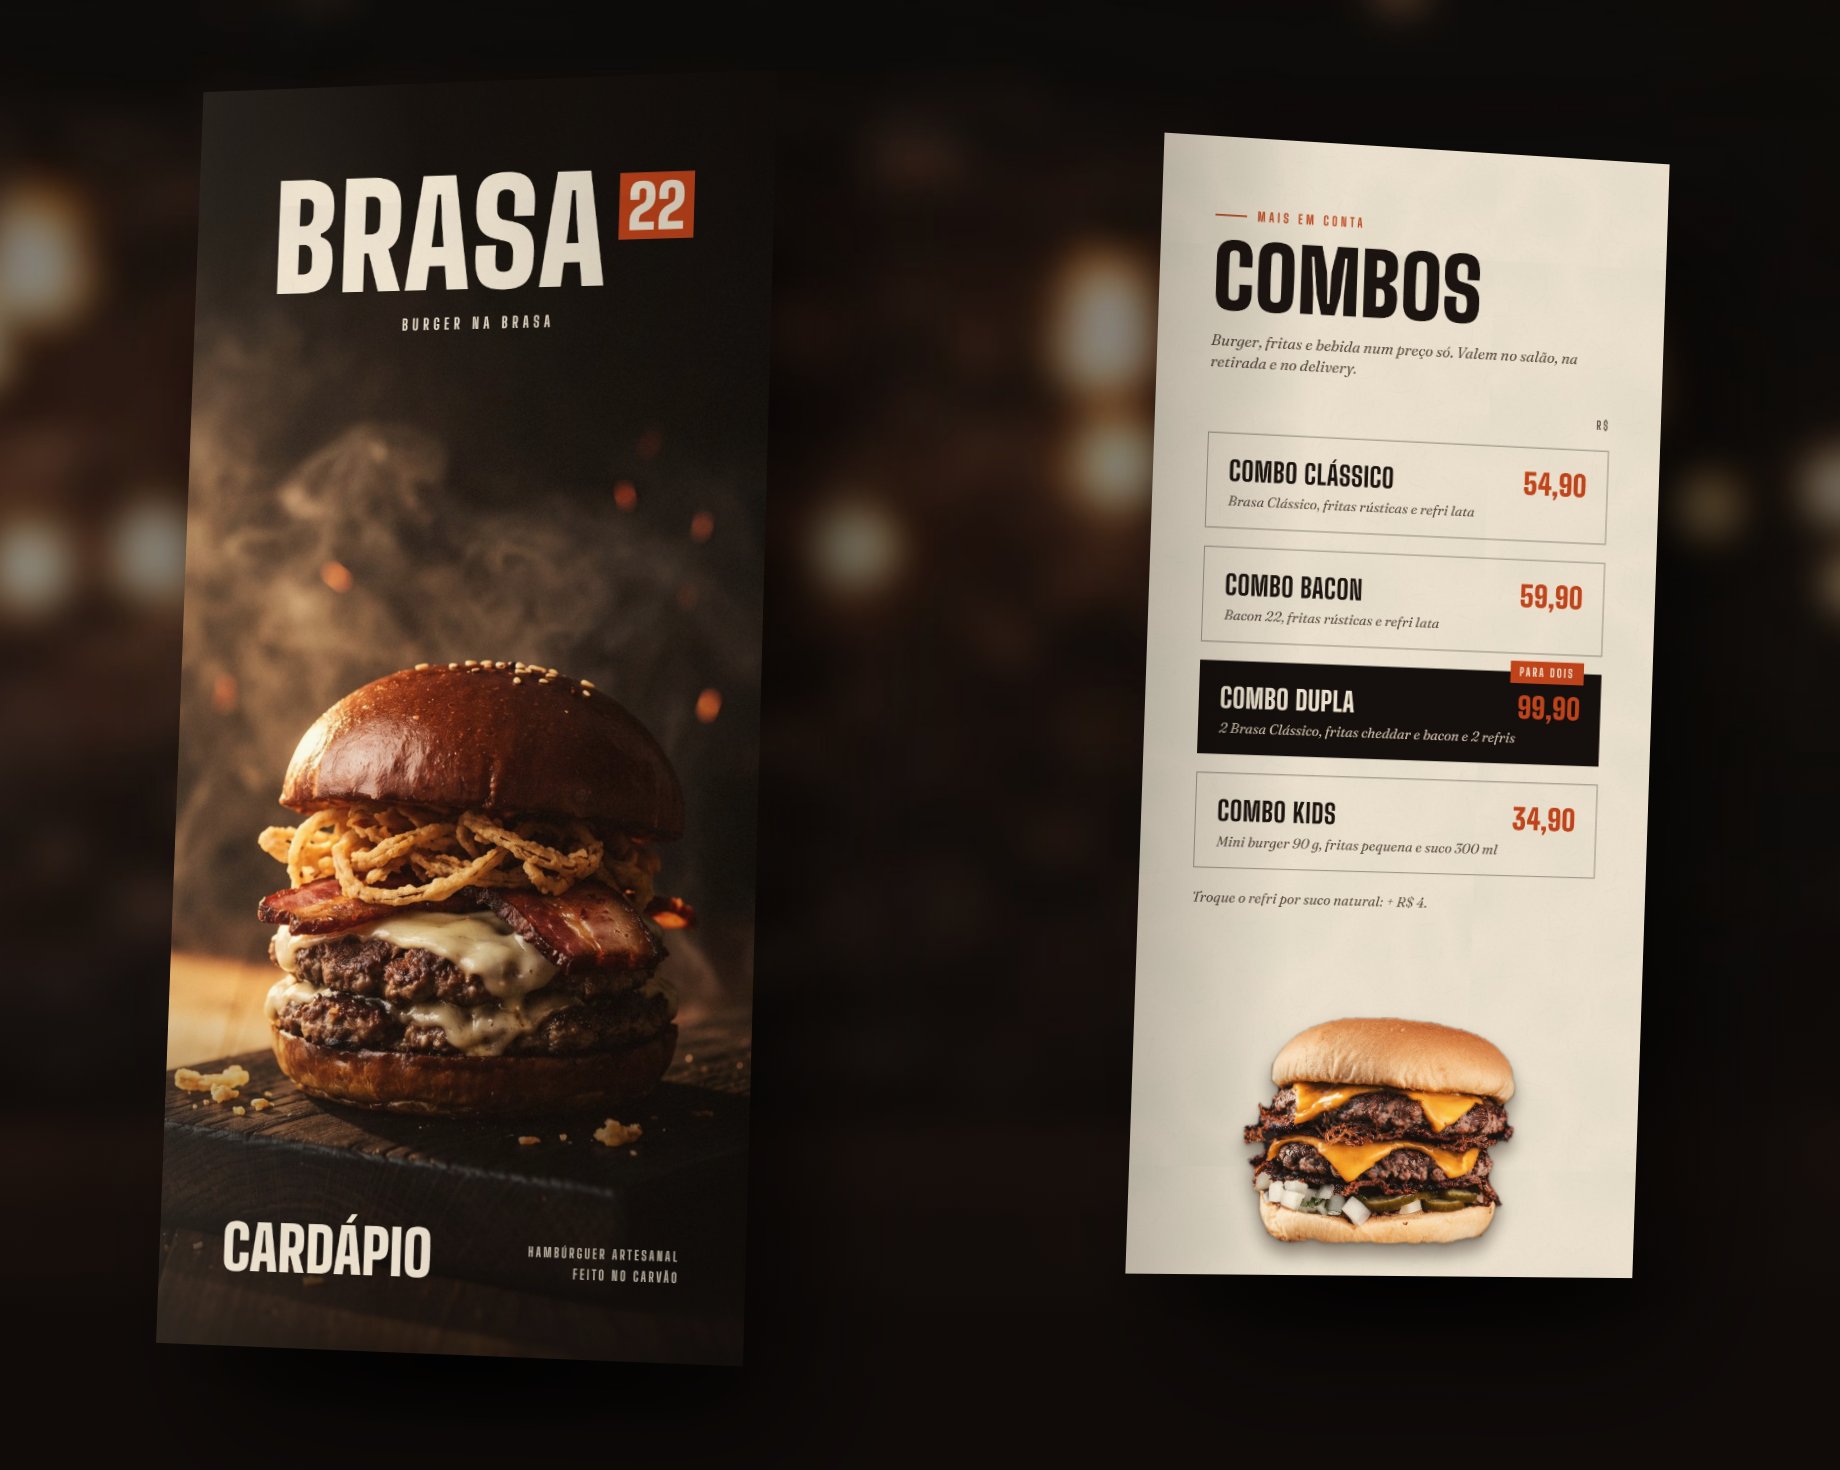 BRASA 22
BURGER NA BRASA
CARDÁPIO
HAMBÚRGUER ARTESANAL
FEITO NO CARVÃO
MAIS EM CONTA
COMBOS
Burger, fritas e bebida num preço só. Valem no salão, na
retirada e no delivery.
R$
COMBO CLÁSSICO 54,90
Brasa Clássico, fritas rústicas e refri lata
COMBO BACON 59,90
Bacon 22, fritas rústicas e refri lata
PARA DOIS
COMBO DUPLA 99,90
2 Brasa Clássico, fritas cheddar e bacon e 2 refris
COMBO KIDS 34,90
Mini burger 90 g, fritas pequena e suco 300 ml
Troque o refri por suco natural: + R$ 4.